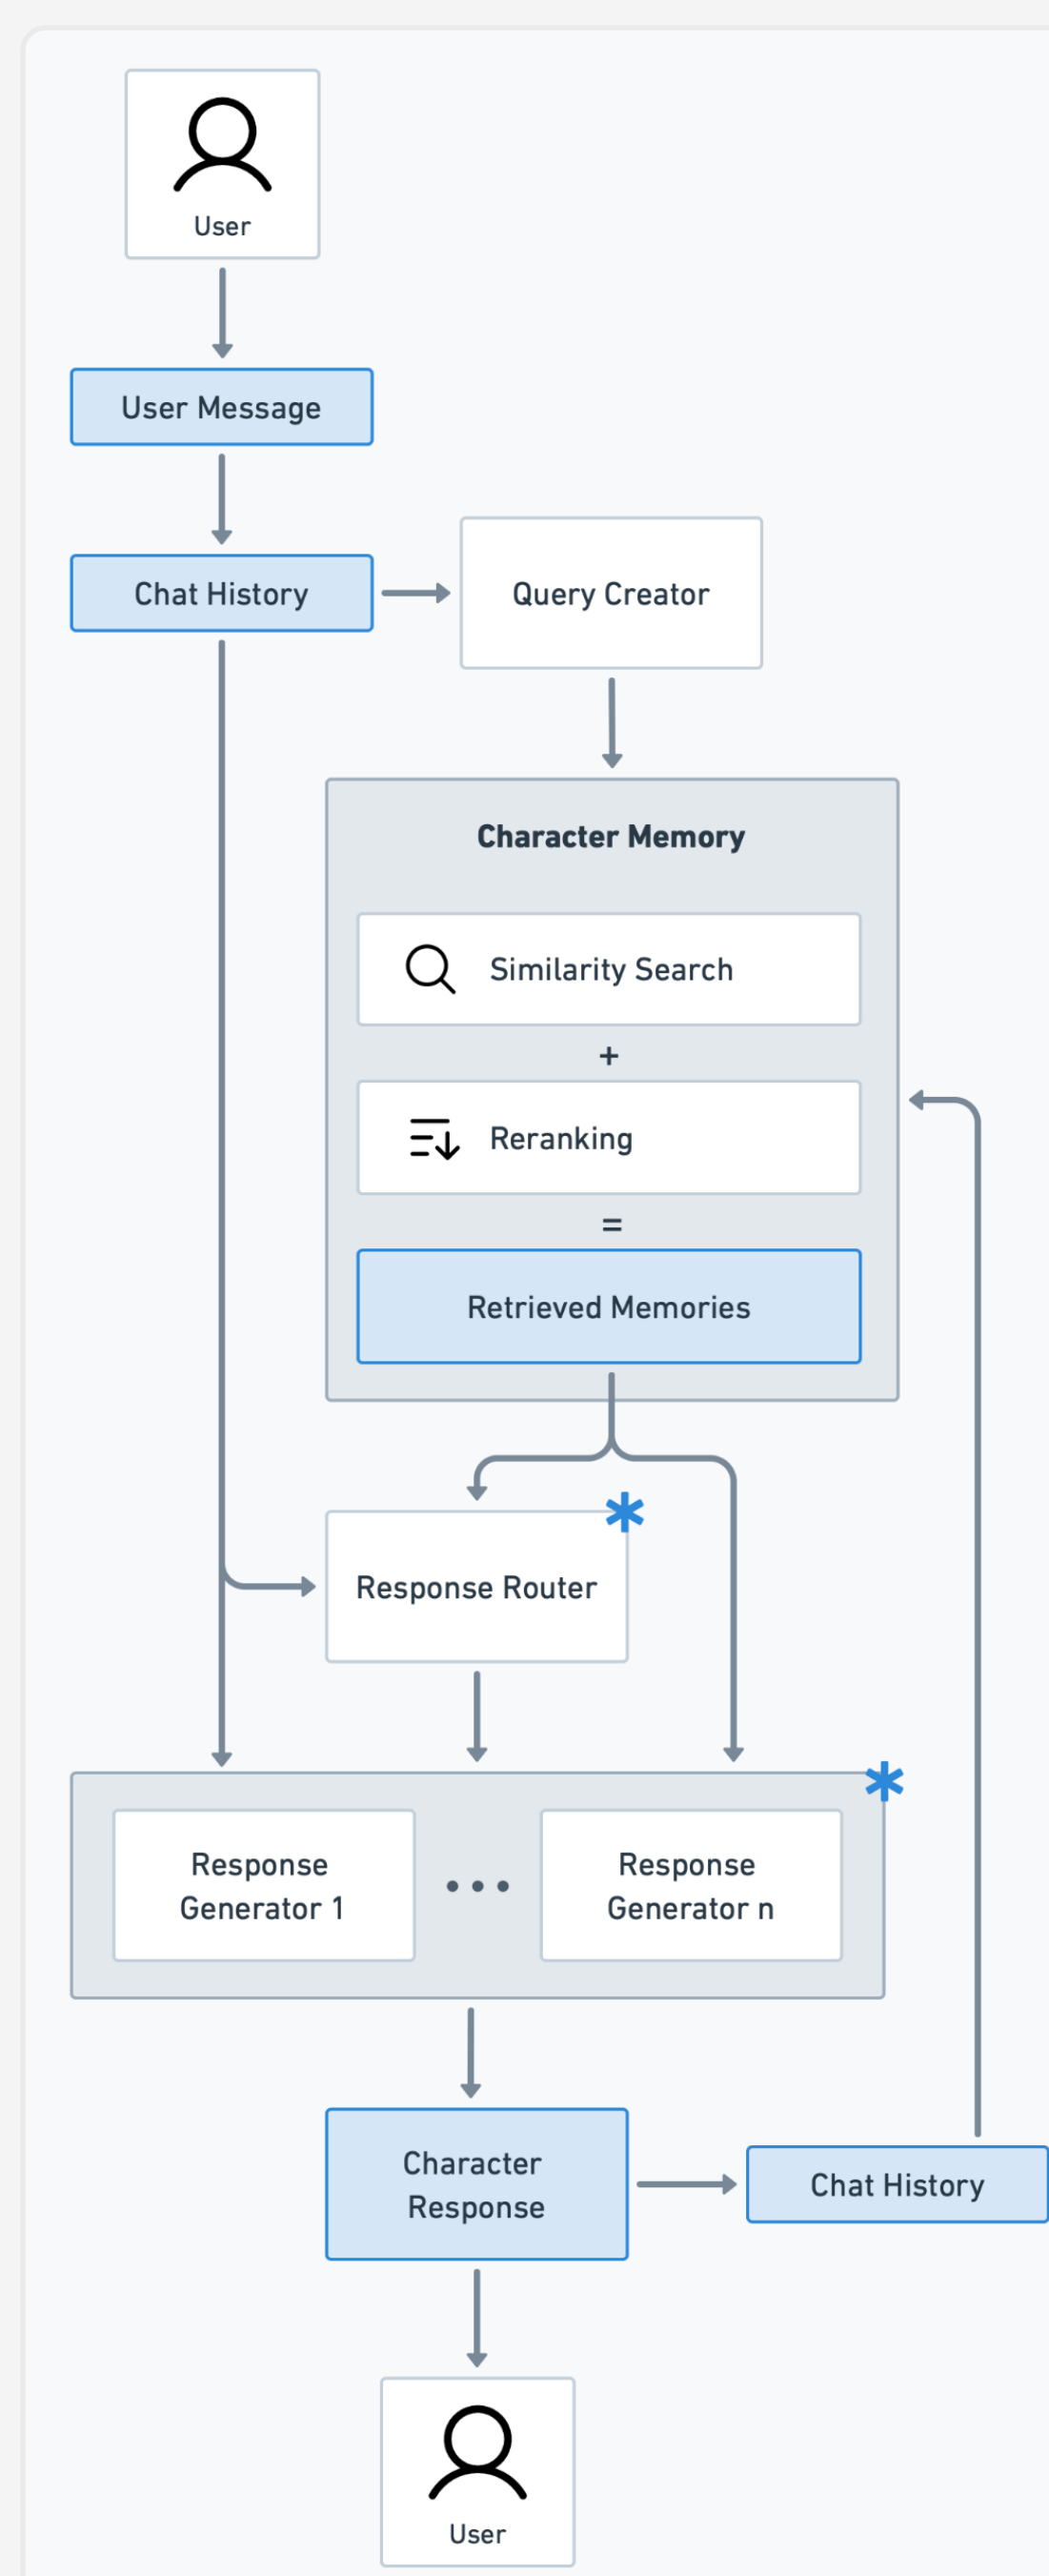 User
User Message
Chat History
Query Creator
Character Memory
Similarity Search
+
Reranking
=
Retrieved Memories
*
Response Router
*
Response
Generator 1
...
Response
Generator n
Character
Response
Chat History
User